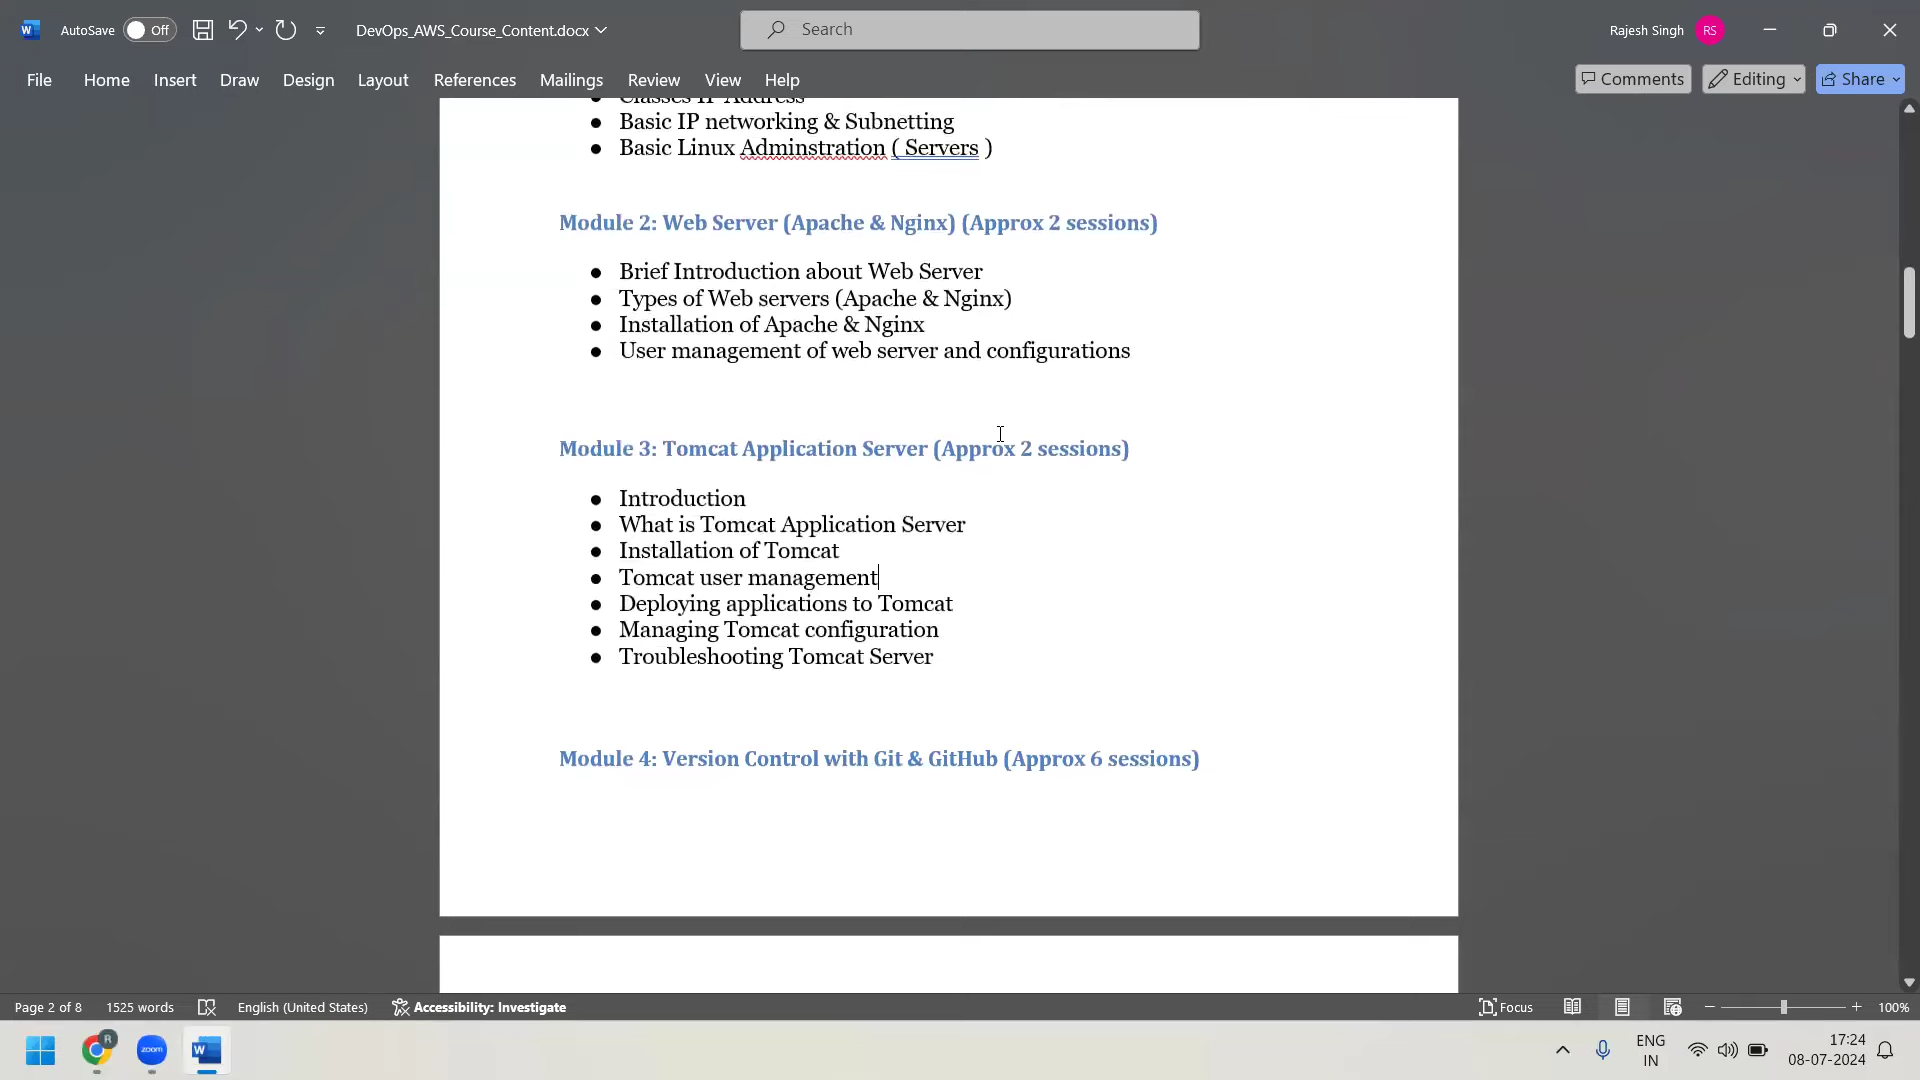 AutoSave Off DevOps_AWS_Course_Content.docx Search Rajesh Singh RS
File Home Insert Draw Design Layout References Mailings Review View Help Comments Editing Share
Classes IP Address
● Basic IP networking & Subnetting
● Basic Linux Adminstration ( Servers )
Module 2: Web Server (Apache & Nginx) (Approx 2 sessions)
● Brief Introduction about Web Server
● Types of Web servers (Apache & Nginx)
● Installation of Apache & Nginx
● User management of web server and configurations
Module 3: Tomcat Application Server (Approx 2 sessions)
● Introduction
● What is Tomcat Application Server
● Installation of Tomcat
● Tomcat user management
● Deploying applications to Tomcat
● Managing Tomcat configuration
● Troubleshooting Tomcat Server
Module 4: Version Control with Git & GitHub (Approx 6 sessions)
Page 2 of 8 1525 words English (United States) Accessibility: Investigate Focus 100%
R zoom W ENG 17:24
IN 08-07-2024